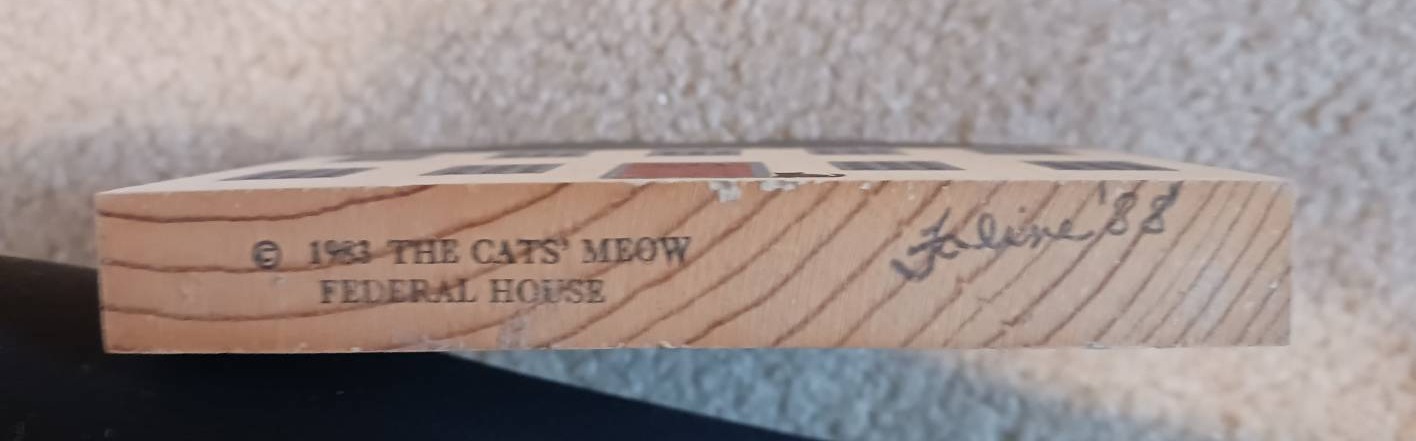 © 1983 THE CATS' MEOW
FEDERAL HOUSE
Faline '88